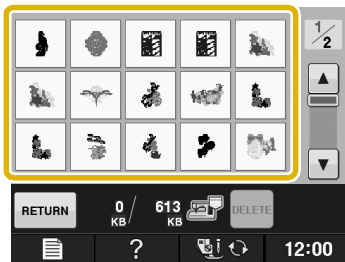 1/2
RETURN
0 KB / 613 KB
DELETE
? 12:00